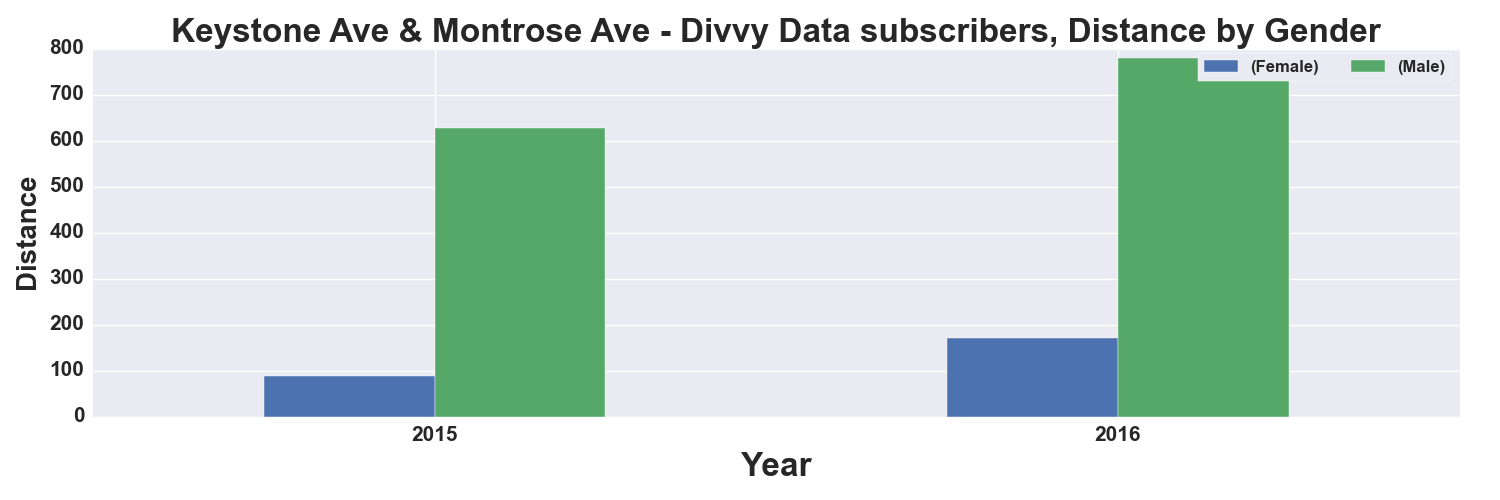 Keystone Ave & Montrose Ave - Divvy Data subscribers, Distance by Gender
(Female) (Male)
800
700
600
500
400
300
200
100
0
Distance
2015 2016
Year